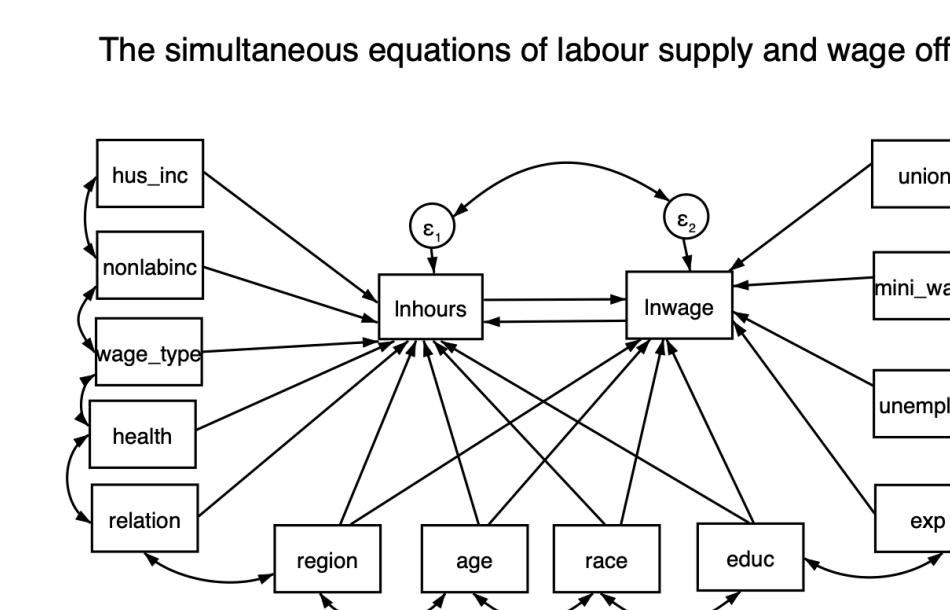 The simultaneous equations of labour supply and wage off
hus_inc
union
ε1
ε2
nonlabinc
mini_wa
lnhours
lnwage
wage_type
unempl
health
relation
exp
region
age
race
educ